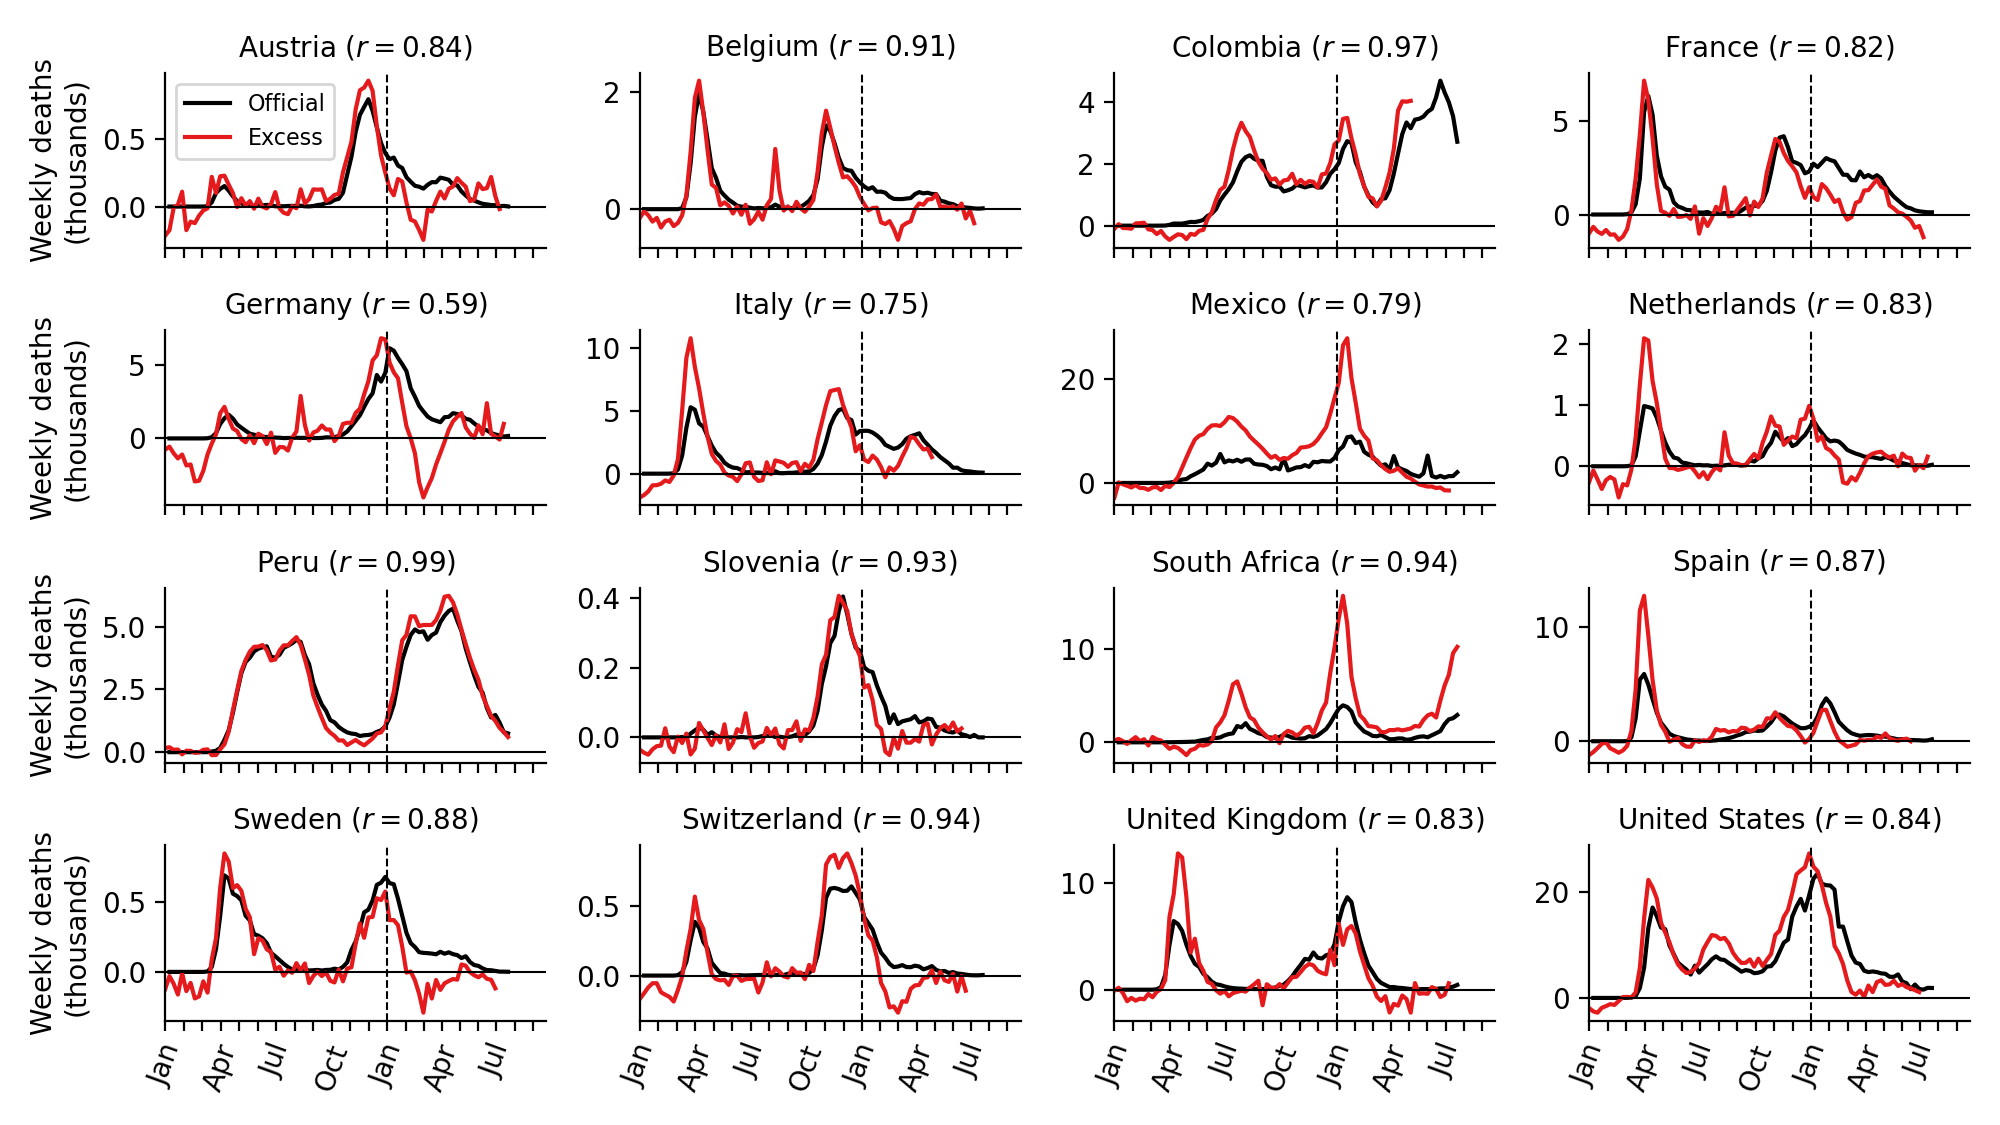 Austria (r = 0.84)
Belgium (r = 0.91)
Colombia (r = 0.97)
France (r = 0.82)
Weekly deaths
(thousands)
Official
Excess
0.5
0.0
2
0
4
2
0
5
0
Germany (r = 0.59)
Italy (r = 0.75)
Mexico (r = 0.79)
Netherlands (r = 0.83)
Weekly deaths
(thousands)
5
0
10
5
0
20
0
2
1
0
Peru (r = 0.99)
Slovenia (r = 0.93)
South Africa (r = 0.94)
Spain (r = 0.87)
Weekly deaths
(thousands)
5.0
2.5
0.0
0.4
0.2
0.0
10
0
10
0
Sweden (r = 0.88)
Switzerland (r = 0.94)
United Kingdom (r = 0.83)
United States (r = 0.84)
Weekly deaths
(thousands)
0.5
0.0
0.5
0.0
10
0
20
0
Jan Apr Jul Oct Jan Apr Jul
Jan Apr Jul Oct Jan Apr Jul
Jan Apr Jul Oct Jan Apr Jul
Jan Apr Jul Oct Jan Apr Jul